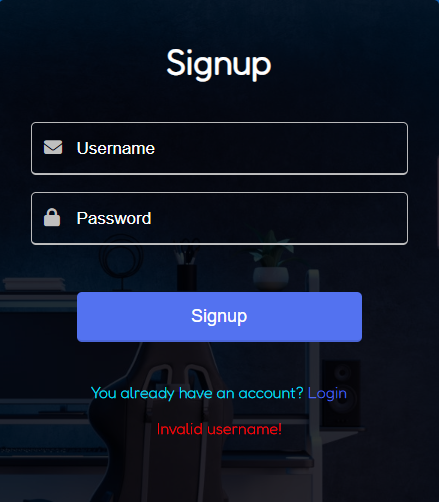 Signup
Username
Password
Signup
You already have an account? Login
Invalid username!